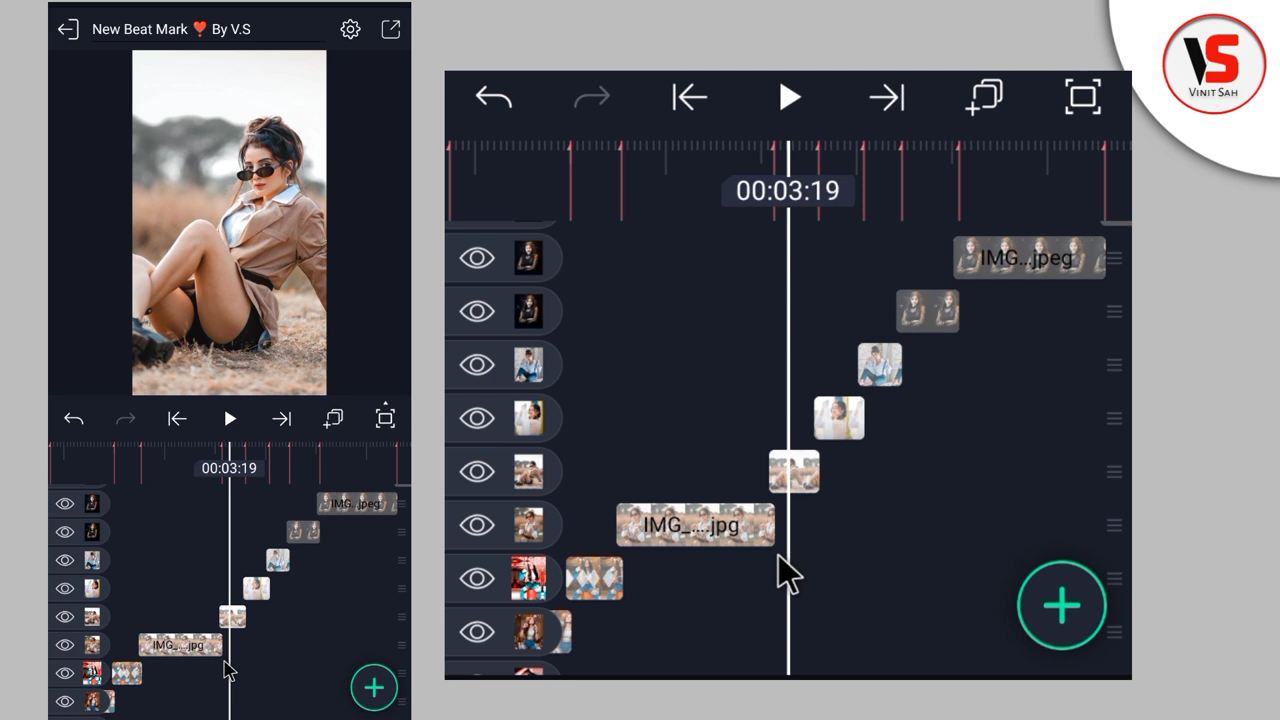 New Beat Mark ❤️ By V.S
00:03:19
IMG...jpeg
IMG_....jpg
00:03:19
IMG...jpeg
IMG_....jpg
VS
VINIT SAH